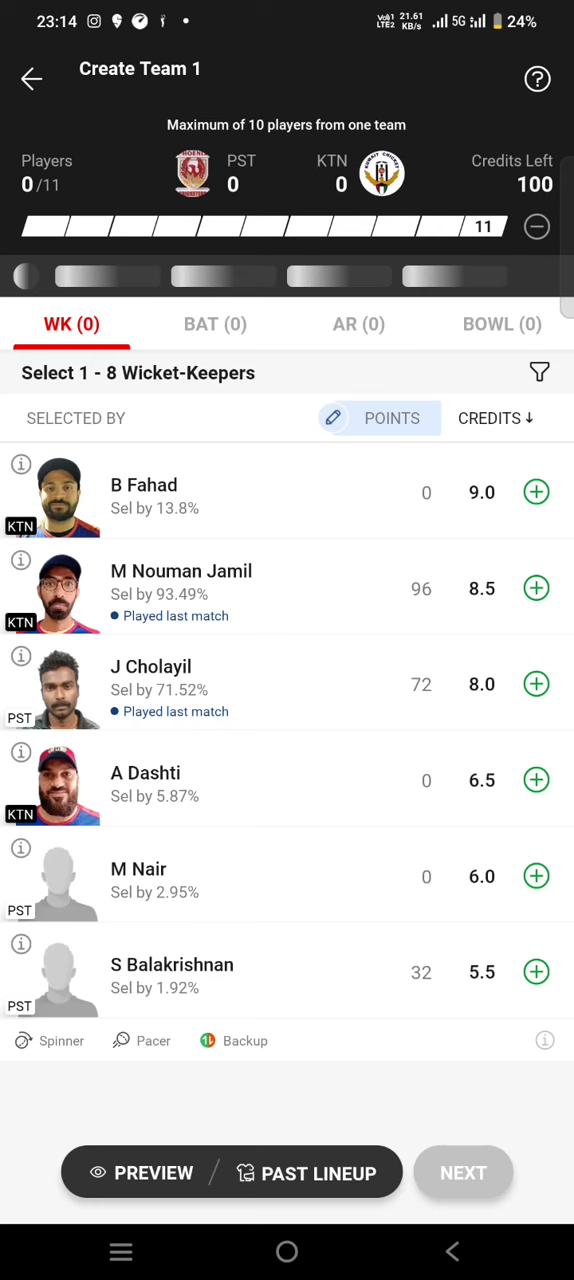 23:14 Vo)) 1 LTE2 21.61 KB/s 5G 24%
Create Team 1
Maximum of 10 players from one team
Players PST KTN Credits Left
0/11 0 0 100
11
WK (0) BAT (0) AR (0) BOWL (0)
Select 1 - 8 Wicket-Keepers
SELECTED BY POINTS CREDITS↓
B Fahad
Sel by 13.8%
0 9.0
KTN
M Nouman Jamil
Sel by 93.49%
Played last match
96 8.5
KTN
J Cholayil
Sel by 71.52%
Played last match
72 8.0
PST
A Dashti
Sel by 5.87%
0 6.5
KTN
M Nair
Sel by 2.95%
0 6.0
PST
S Balakrishnan
Sel by 1.92%
32 5.5
PST
Spinner Pacer Backup
PREVIEW / PAST LINEUP NEXT